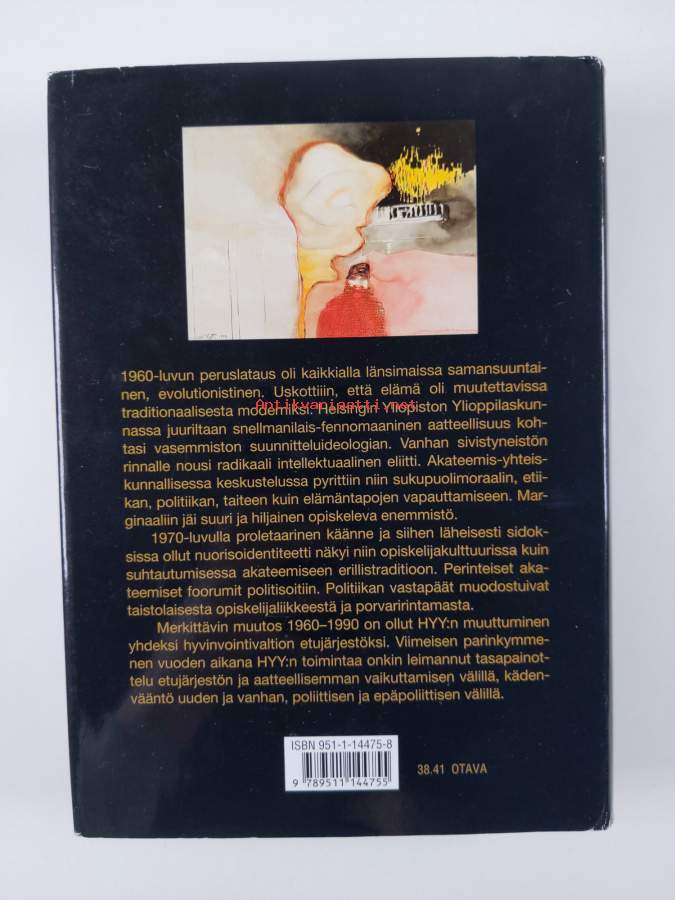 1960-luvun peruslataus oli kaikkialla länsimaissa samansuuntai-
nen, evolutionistinen. Uskottiin, että elämä oli muutettavissa
Antikvariaatti.net
traditionaalisesta moderniksi. Helsingin Yliopiston Ylioppilaskun-
nassa juuriltaan snellmanilais-fennomaaninen aatteellisuus koh-
tasi vasemmiston suunnitteluideologian. Vanhan sivistyneistön
rinnalle nousi radikaali intellektuaalinen eliitti. Akateemis-yhteis-
kunnallisessa keskustelussa pyrittiin niin sukupuolimoraalin, etii-
kan, politiikan, taiteen kuin elämäntapojen vapauttamiseen. Mar-
ginaaliin jäi suuri ja hiljainen opiskeleva enemmistö.
1970-luvulla proletaarinen käänne ja siihen läheisesti sidok-
sissa ollut nuorisoidentiteetti näkyi niin opiskelijakulttuurissa kuin
suhtautumisessa akateemiseen erillistraditioon. Perinteiset aka-
teemiset foorumit politisoitiin. Politiikan vastapäät muodostuivat
taistolaisesta opiskelijaliikkeestä ja porvaririntamasta.
Merkittävin muutos 1960–1990 on ollut HYY:n muuttuminen
yhdeksi hyvinvointivaltion etujärjestöksi. Viimeisen parinkymme-
nen vuoden aikana HYY:n toimintaa onkin leimannut tasapainot-
telu etujärjestön ja aatteellisemman vaikuttamisen välillä, käden-
vääntö uuden ja vanhan, poliittisen ja epäpoliittisen välillä.
ISBN 951-1-14475-8
9 789511 144755
38.41 OTAVA